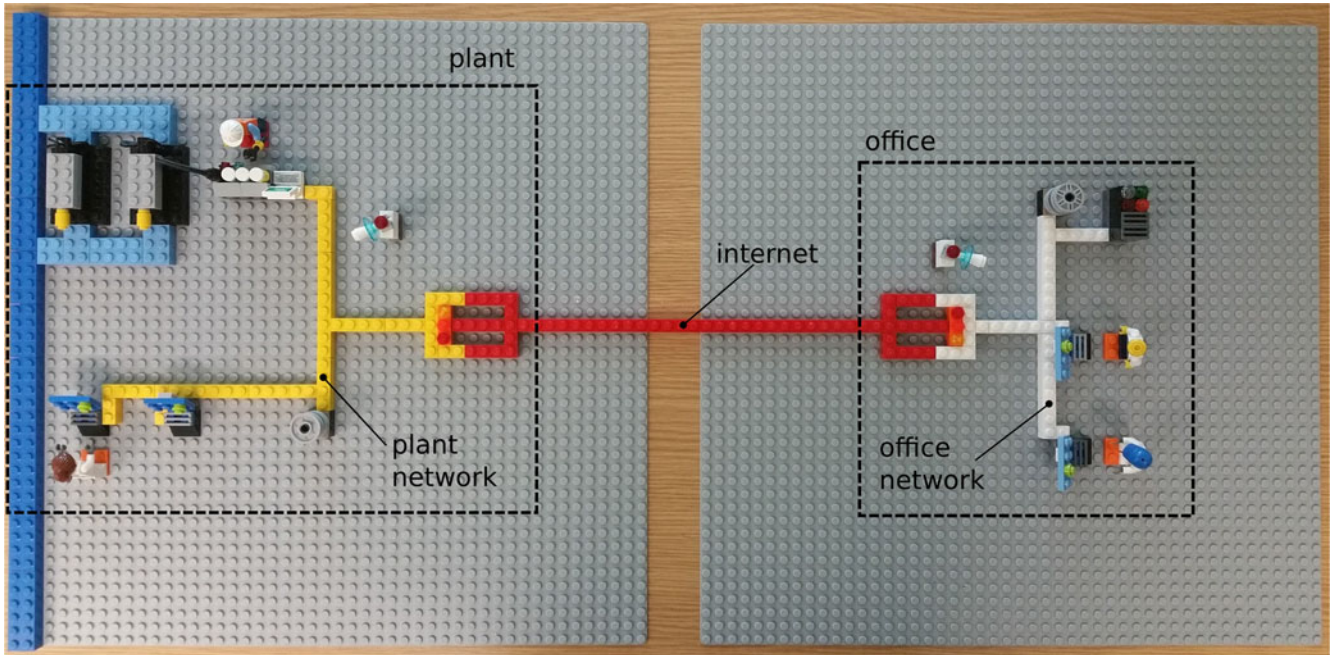 plant
office
internet
plant
network
office
network